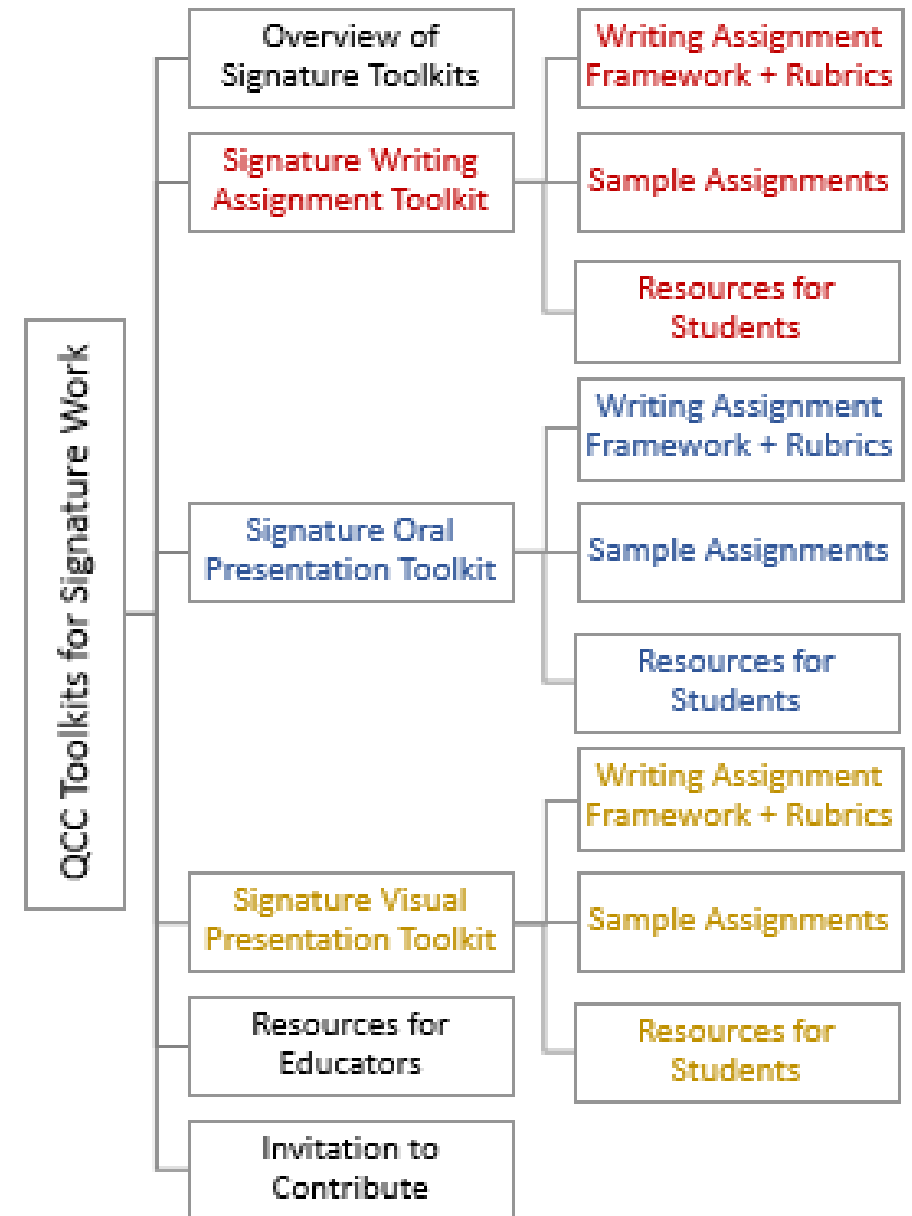 QCC Toolkits for Signature Work
Overview of
Signature Toolkits
Signature Writing
Assignment Toolkit
Writing Assignment
Framework + Rubrics
Sample Assignments
Resources for
Students
Signature Oral
Presentation Toolkit
Writing Assignment
Framework + Rubrics
Sample Assignments
Resources for
Students
Signature Visual
Presentation Toolkit
Writing Assignment
Framework + Rubrics
Sample Assignments
Resources for
Students
Resources for
Educators
Invitation to
Contribute